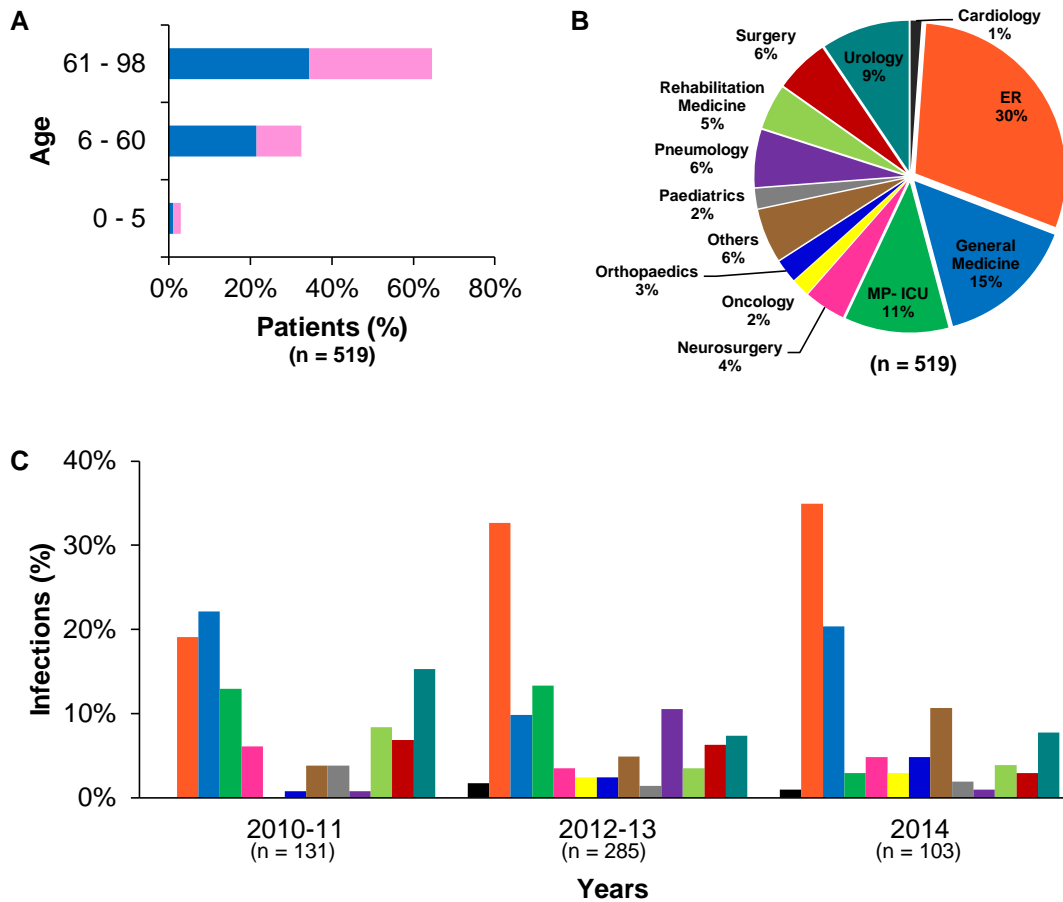 A
61 - 98
6 - 60
0 - 5
Age
0%
20%
40%
60%
80%
Patients (%)
(n = 519)
B
Cardiology
1%
ER
30%
General
Medicine
15%
MP- ICU
11%
Neurosurgery
4%
Oncology
2%
Orthopaedics
3%
Others
6%
Paediatrics
2%
Pneumology
6%
Rehabilitation
Medicine
5%
Surgery
6%
Urology
9%
(n = 519)
C
40%
30%
20%
10%
0%
Infections (%)
2010-11
(n = 131)
2012-13
(n = 285)
2014
(n = 103)
Years